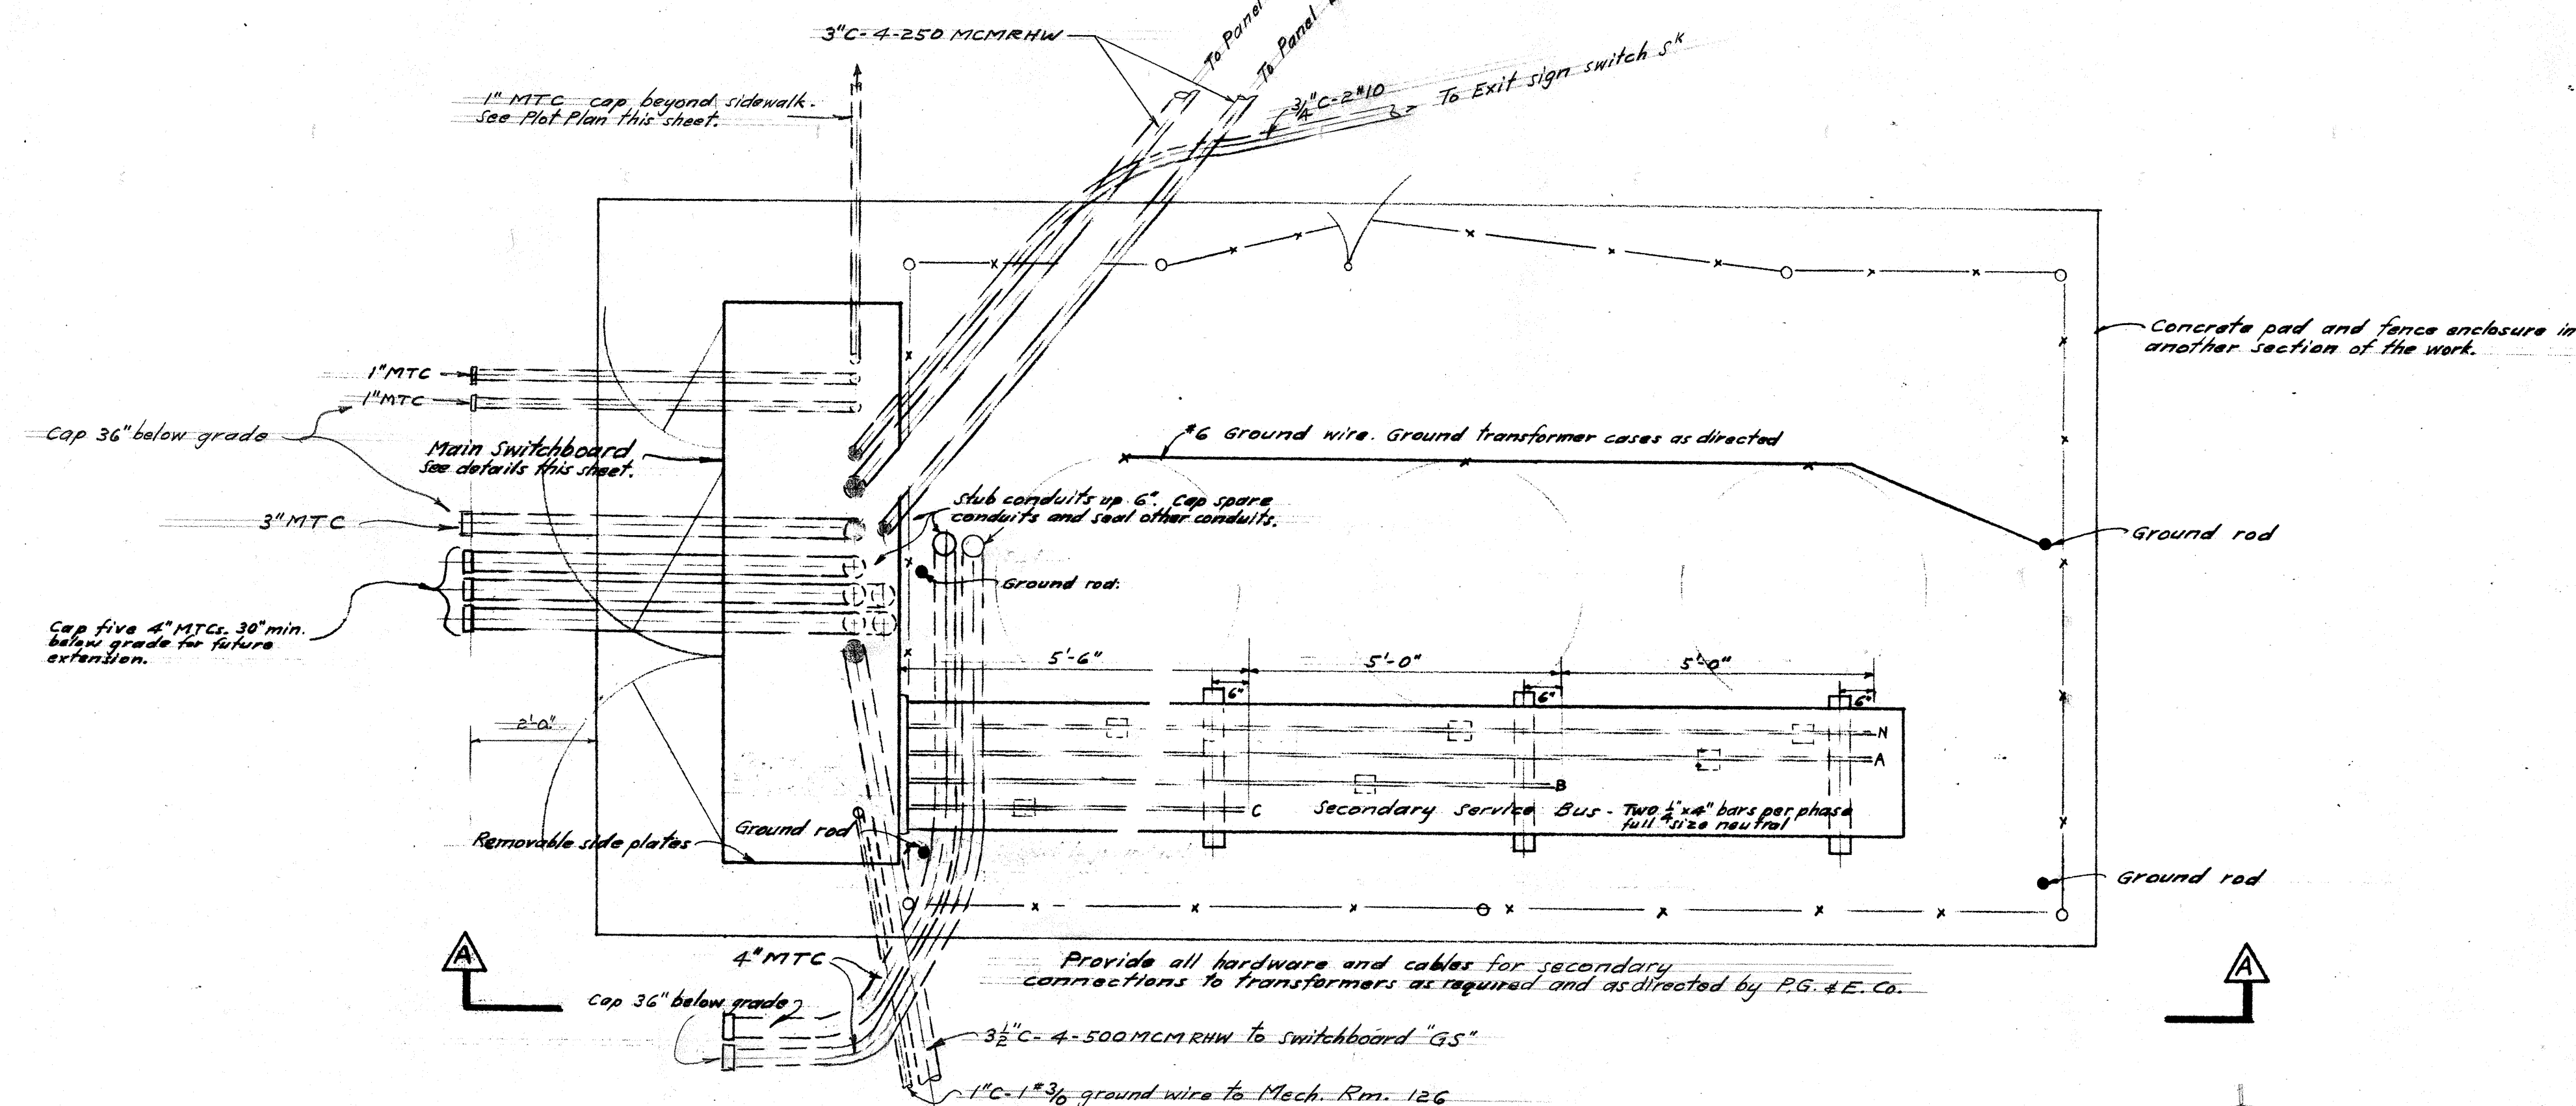 3"C-4-250 MCMRHW
To Panel
To Panel
3/4"C-2#10
To Exit sign switch Sᴷ
1" MTC cap beyond sidewalk.
See Plot Plan this sheet.
Concrete pad and fence enclosure in
another section of the work.
1"MTC
1"MTC
Cap 36" below grade
Main Switchboard
See details this sheet.
#6 Ground wire. Ground transformer cases as directed
3"MTC
Stub conduits up 6". Cap spare
conduits and seal other conduits.
Ground rod
Ground rod.
Cap five 4"MTCs. 30"min.
below grade for future
extension.
5'-6"
5'-0"
5'-0"
6"
6"
6"
2'-0"
N
A
B
C
Secondary Service Bus - Two 1/4"x4" bars per phase
full size neutral
Removable side plates
Ground rod
Ground rod
A
A
4"MTC
Provide all hardware and cables for secondary
connections to transformers as required and as directed by P.G. & E. Co.
Cap 36" below grade
3½"C-4-500 MCM RHW to switchboard "GS"
1"C-1#3/0 ground wire to Mech. Rm. 126